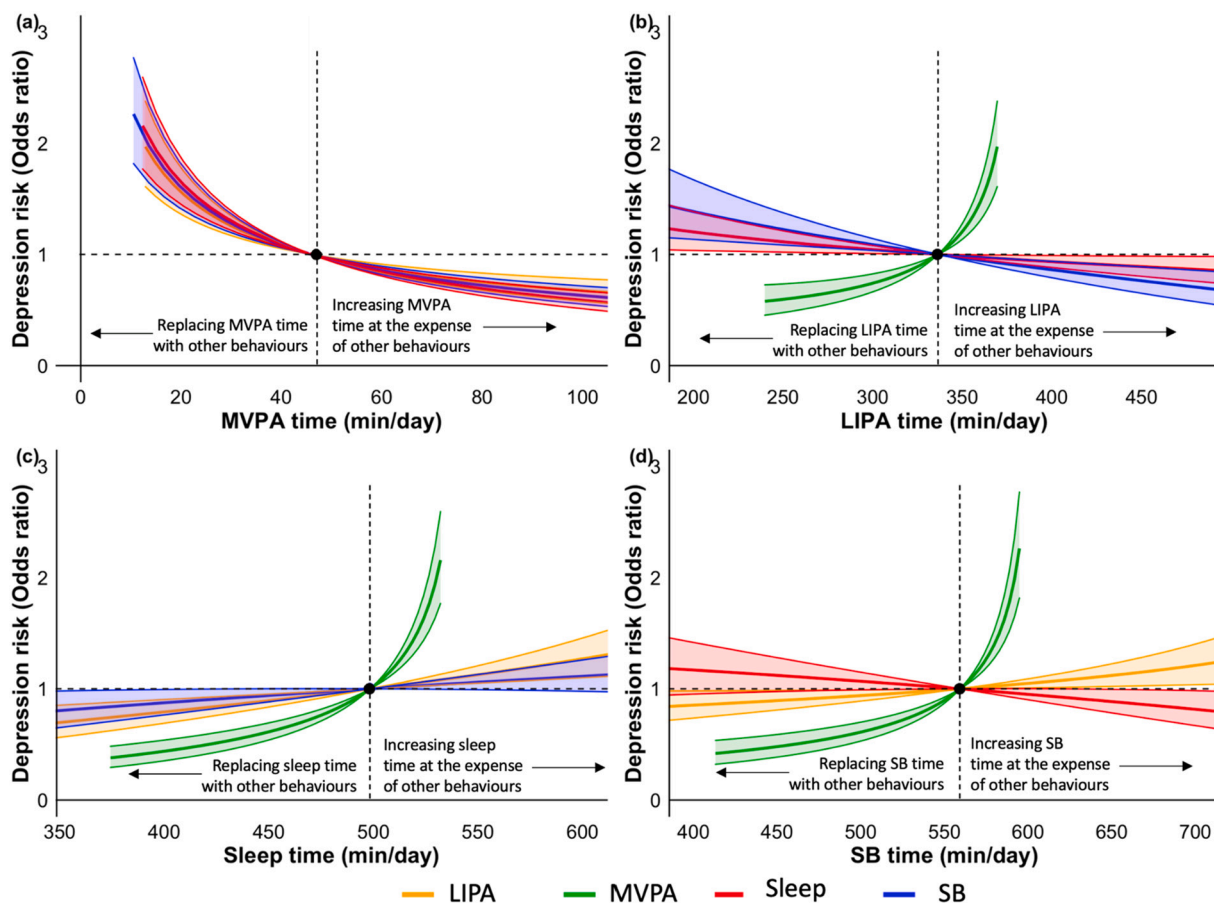 (a)
3
2
1
0
Depression risk (Odds ratio)
Replacing MVPA time
with other behaviours
Increasing MVPA
time at the expense
of other behaviours
0 20 40 60 80 100
MVPA time (min/day)
(b)
3
2
1
0
Depression risk (Odds ratio)
Replacing LIPA time
with other behaviours
Increasing LIPA
time at the expense
of other behaviours
200 250 300 350 400 450
LIPA time (min/day)
(c)
3
2
1
0
Depression risk (Odds ratio)
Replacing sleep time
with other behaviours
Increasing sleep
time at the expense
of other behaviours
350 400 450 500 550 600
Sleep time (min/day)
(d)
3
2
1
0
Depression risk (Odds ratio)
Replacing SB time
with other behaviours
Increasing SB
time at the expense
of other behaviours
400 450 500 550 600 650 700
SB time (min/day)
LIPA MVPA Sleep SB